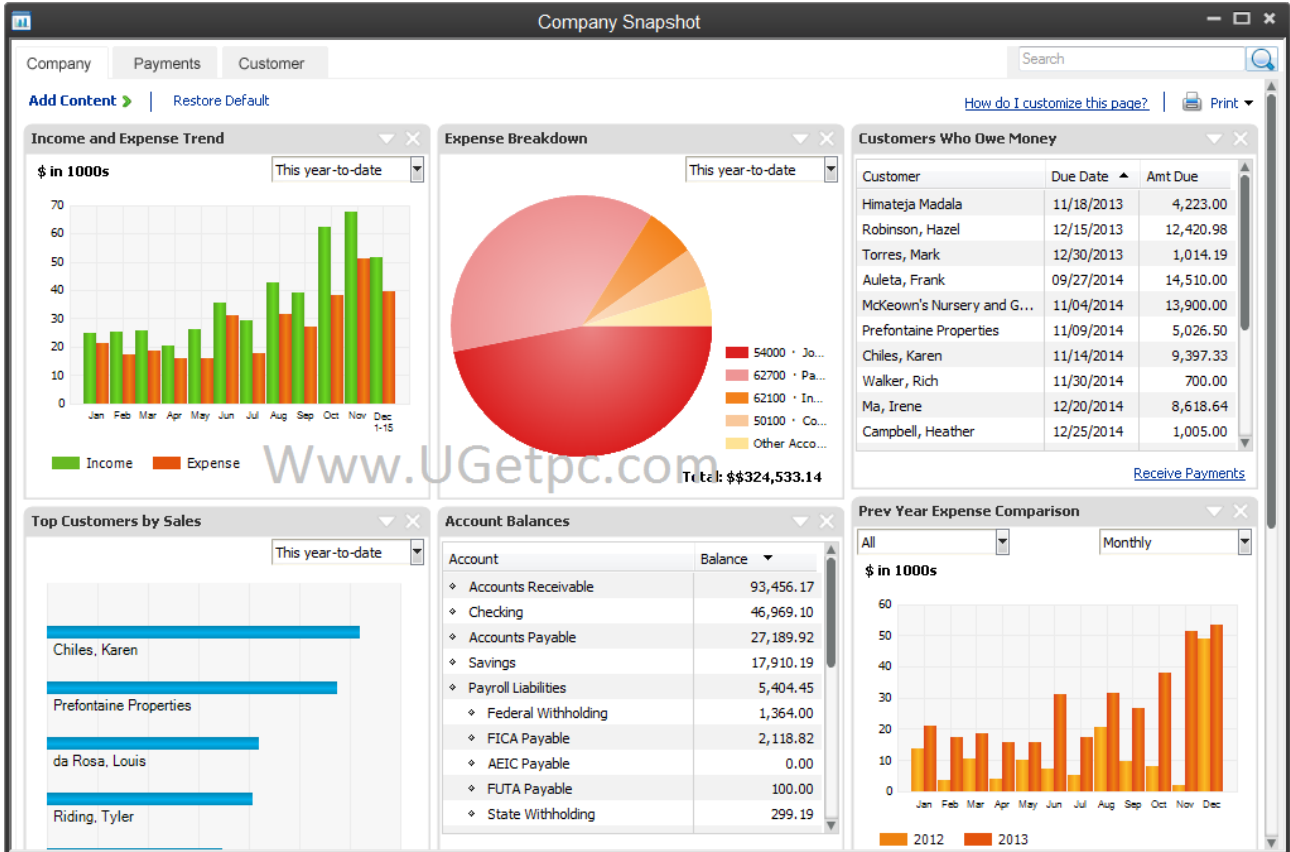 Company Snapshot
Company Payments Customer
Search
Add Content Restore Default
How do I customize this page? Print
Income and Expense Trend
$ in 1000s
This year-to-date
70
60
50
40
30
20
10
0
Jan Feb Mar Apr May Jun Jul Aug Sep Oct Nov Dec
1-15
Income Expense
Expense Breakdown
This year-to-date
54000 · Jo...
62700 · Pa...
62100 · In...
50100 · Co...
Other Acco...
Total: $$324,533.14
Customers Who Owe Money
Customer Due Date Amt Due
Himateja Madala 11/18/2013 4,223.00
Robinson, Hazel 12/15/2013 12,420.98
Torres, Mark 12/30/2013 1,014.19
Auleta, Frank 09/27/2014 14,510.00
McKeown's Nursery and G... 11/04/2014 13,900.00
Prefontaine Properties 11/09/2014 5,026.50
Chiles, Karen 11/14/2014 9,397.33
Walker, Rich 11/30/2014 700.00
Ma, Irene 12/20/2014 8,618.64
Campbell, Heather 12/25/2014 1,005.00
Receive Payments
Www.UGetpc.com
Top Customers by Sales
This year-to-date
Chiles, Karen
Prefontaine Properties
da Rosa, Louis
Riding, Tyler
Account Balances
Account Balance
Accounts Receivable 93,456.17
Checking 46,969.10
Accounts Payable 27,189.92
Savings 17,910.19
Payroll Liabilities 5,404.45
Federal Withholding 1,364.00
FICA Payable 2,118.82
AEIC Payable 0.00
FUTA Payable 100.00
State Withholding 299.19
Prev Year Expense Comparison
All Monthly
$ in 1000s
60
50
40
30
20
10
0
Jan Feb Mar Apr May Jun Jul Aug Sep Oct Nov Dec
2012 2013